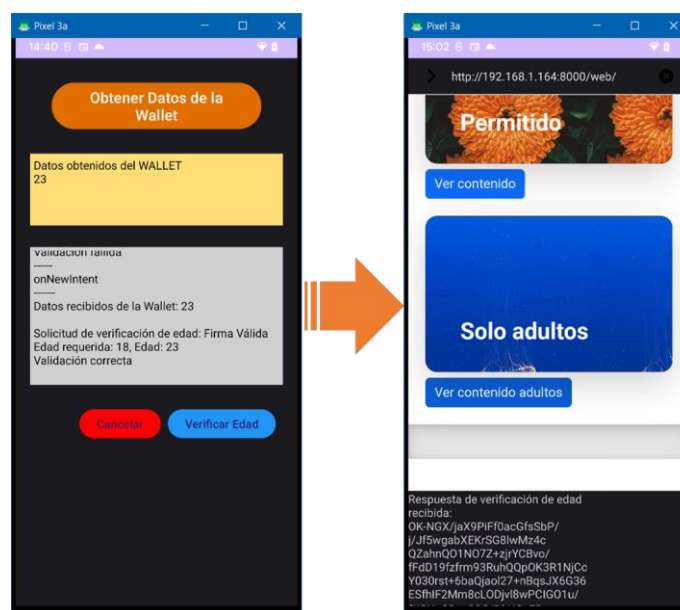 Pixel 3a
14:40
Obtener Datos de la
Wallet
Datos obtenidos del WALLET
23
Validación fallida
------
onNewIntent
------
Datos recibidos de la Wallet: 23
Solicitud de verificación de edad: Firma Válida
Edad requerida: 18, Edad: 23
Validación correcta
Cancelar
Verificar Edad
Pixel 3a
15:02
http://192.168.1.164:8000/web/
Permitido
Ver contenido
Solo adultos
Ver contenido adultos
Respuesta de verificación de edad
recibida:
OK-NGX/jaX9PiFf0acGfsSbP/
j/Jf5wgabXEKrSG8lwMz4c
QZahnQO1NO7Z+zjrYCBvo/
fFdD19fzfrm93RuhQQpOK3R1NjCc
Y030rst+6baQjaol27+nBqsJX6G36
ESfhIF2Mm8cLODjvl8wPCIGO1u/